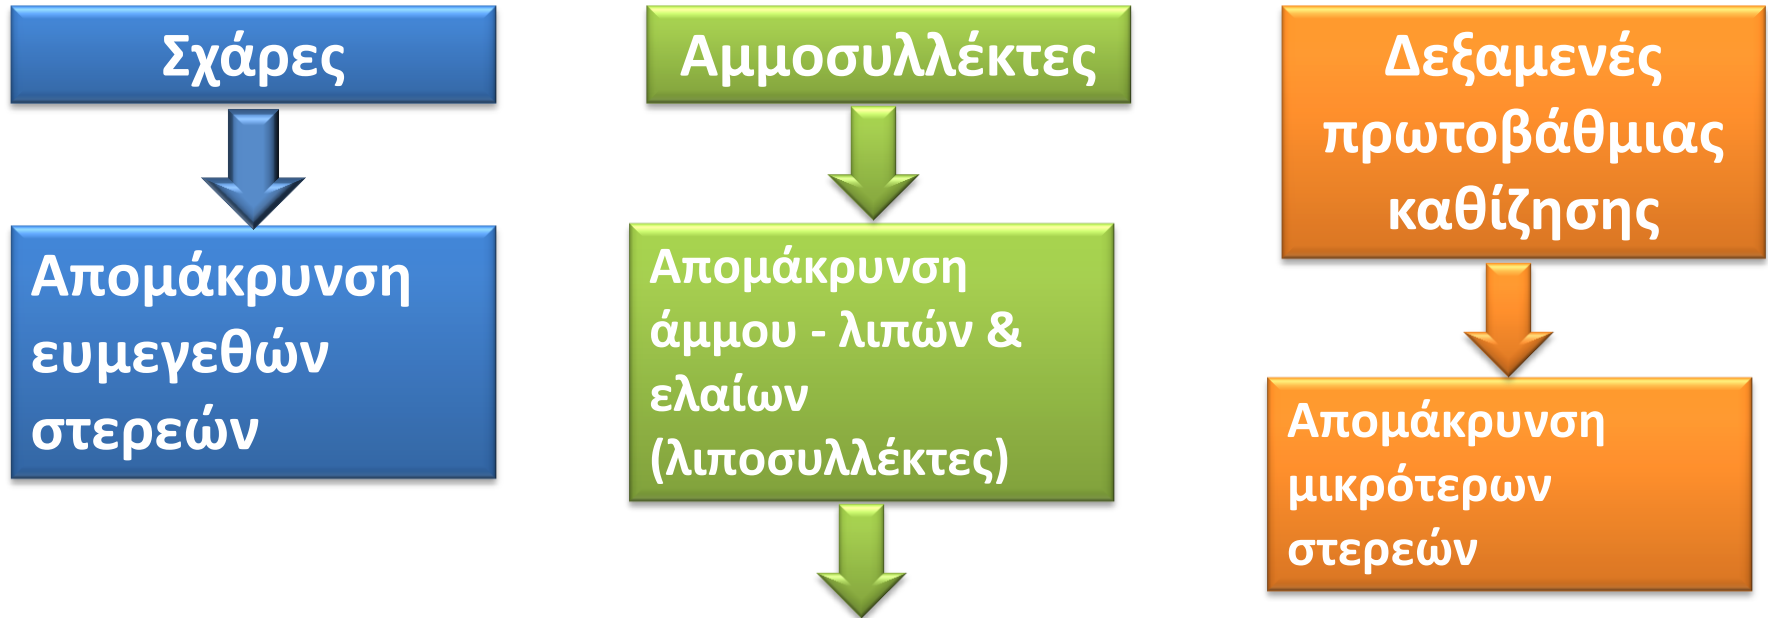 Σχάρες
Απομάκρυνση
ευμεγεθών
στερεών
Αμμοσυλλέκτες
Απομάκρυνση
άμμου - λιπών &
ελαίων
(λιποσυλλέκτες)
Δεξαμενές
πρωτοβάθμιας
καθίζησης
Απομάκρυνση
μικρότερων
στερεών